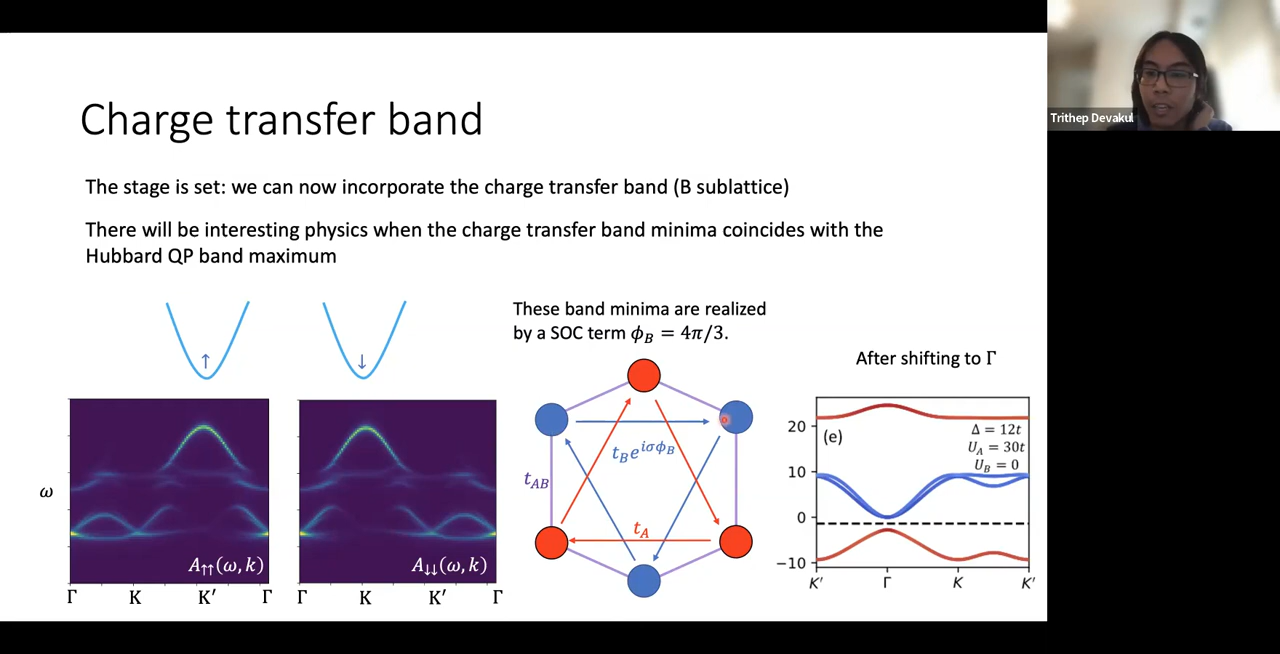 Charge transfer band
Trithep Devakul
The stage is set: we can now incorporate the charge transfer band (B sublattice)
There will be interesting physics when the charge transfer band minima coincides with the
Hubbard QP band maximum
These band minima are realized
by a SOC term ϕ_B = 4π/3.
After shifting to Γ
↑
↓
ω
A↑↑(ω, k)
Γ K K′ Γ
A↓↓(ω, k)
Γ K K′ Γ
t_B e^{iσϕ_B}
t_AB
t_A
(e)
Δ = 12t
U_A = 30t
U_B = 0
20
10
0
−10
K′ Γ K K′